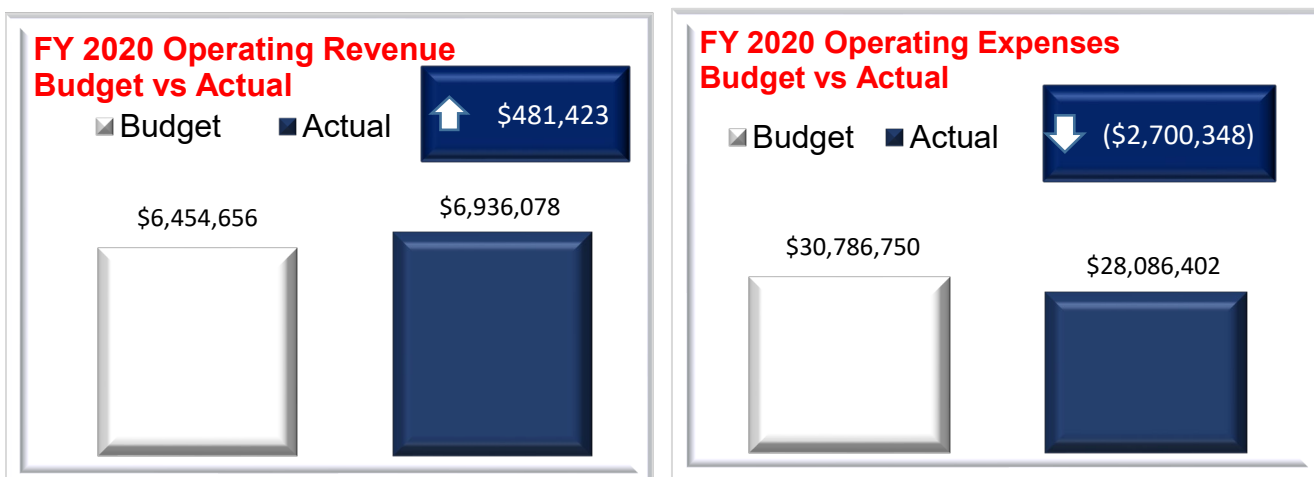 FY 2020 Operating Revenue
Budget vs Actual
Budget Actual
$481,423
$6,454,656
$6,936,078
FY 2020 Operating Expenses
Budget vs Actual
Budget Actual
($2,700,348)
$30,786,750
$28,086,402